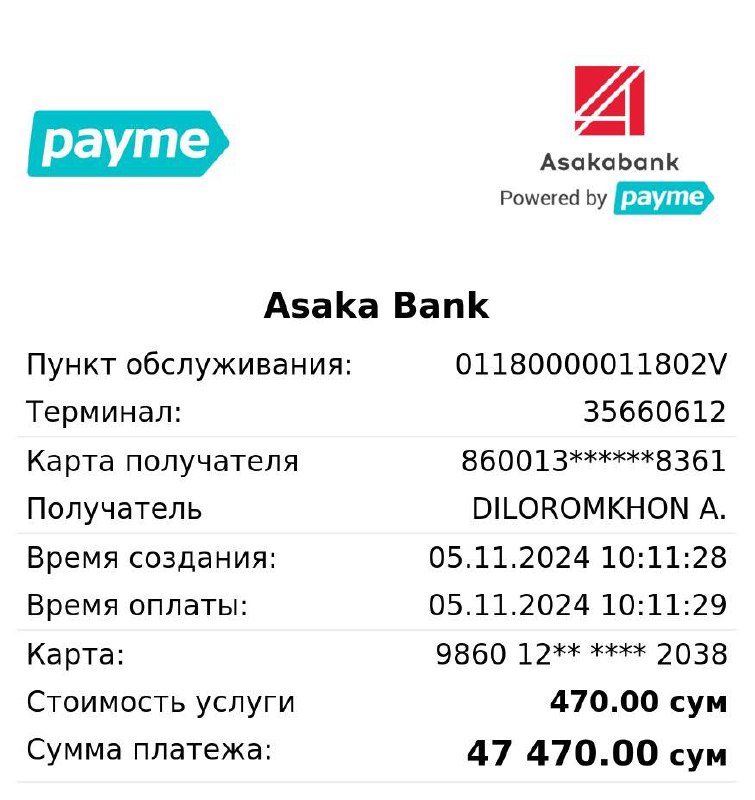 payme
Asakabank
Powered by payme
Asaka Bank
Пункт обслуживания: 01180000011802V
Терминал: 35660612
Карта получателя 860013******8361
Получатель DILOROMKHON A.
Время создания: 05.11.2024 10:11:28
Время оплаты: 05.11.2024 10:11:29
Карта: 9860 12** **** 2038
Стоимость услуги 470.00 сум
Сумма платежа: 47 470.00 сум